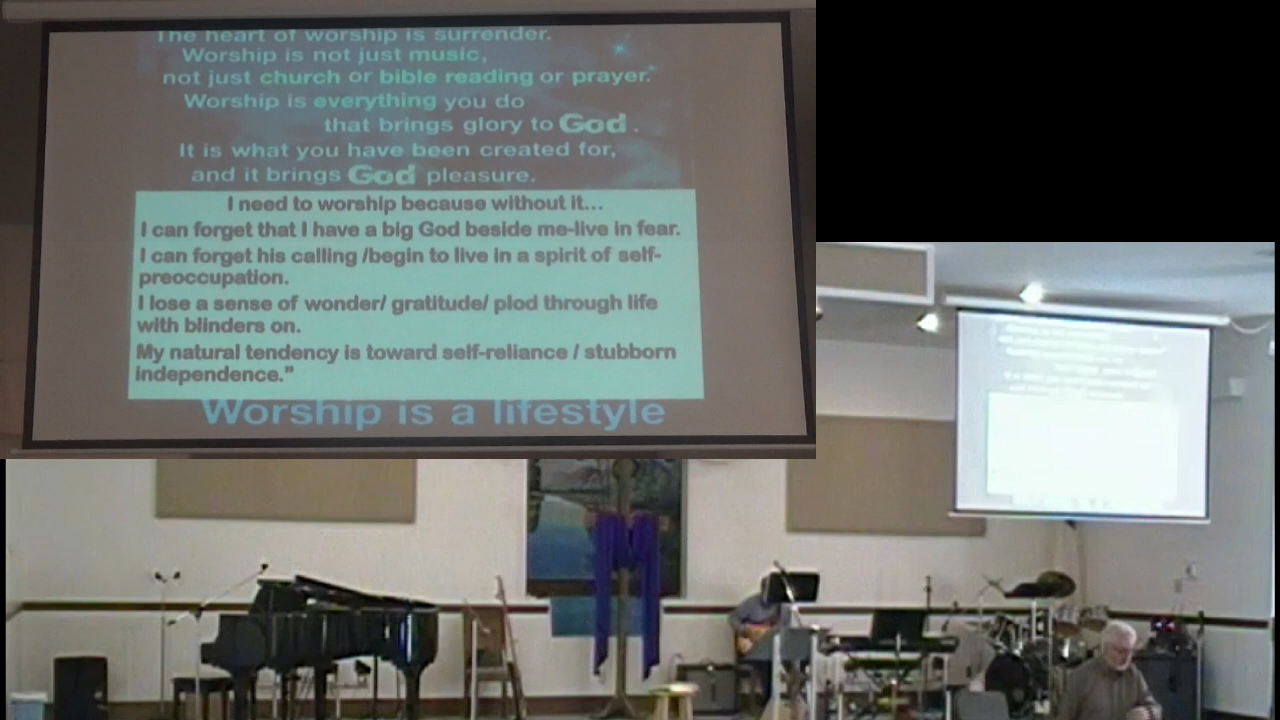 The heart of worship is surrender.
Worship is not just music,
not just church or bible reading or prayer.
Worship is everything you do
that brings glory to God.
It is what you have been created for,
and it brings God pleasure.
I need to worship because without it...
I can forget that I have a big God beside me-live in fear.
I can forget his calling /begin to live in a spirit of self-
preoccupation.
I lose a sense of wonder/ gratitude/ plod through life
with blinders on.
My natural tendency is toward self-reliance / stubborn
independence.”
Worship is a lifestyle